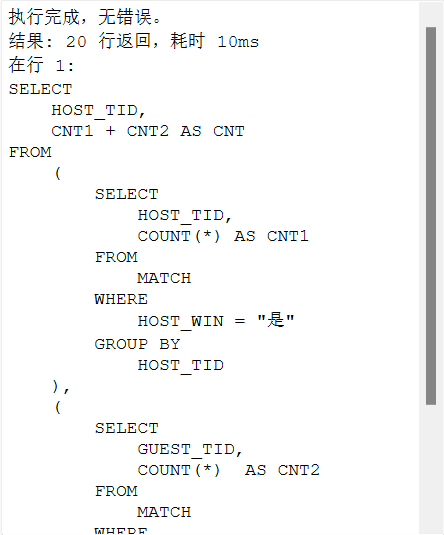 执行完成，无错误。
结果: 20 行返回，耗时 10ms
在行 1:
SELECT
    HOST_TID,
    CNT1 + CNT2 AS CNT
FROM
    (
        SELECT
            HOST_TID,
            COUNT(*) AS CNT1
        FROM
            MATCH
        WHERE
            HOST_WIN = "是"
        GROUP BY
            HOST_TID
    ),
    (
        SELECT
            GUEST_TID,
            COUNT(*)  AS CNT2
        FROM
            MATCH
        WHERE